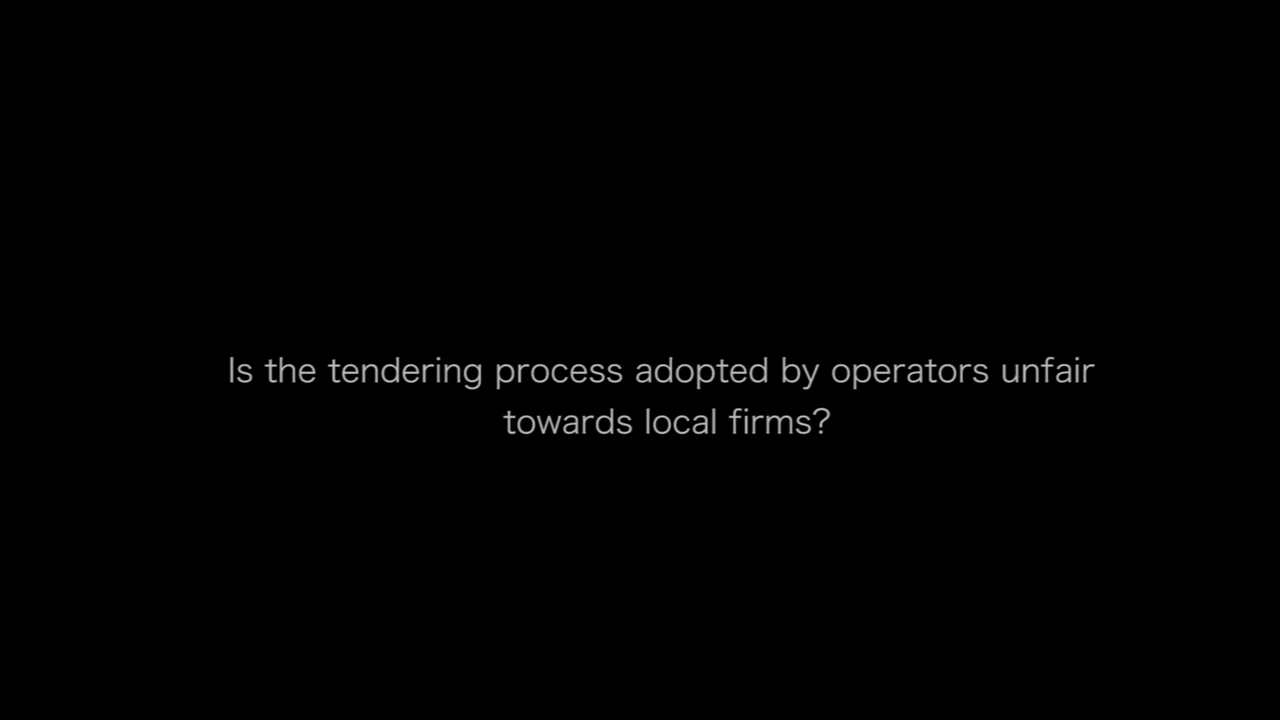 Is the tendering process adopted by operators unfair
towards local firms?